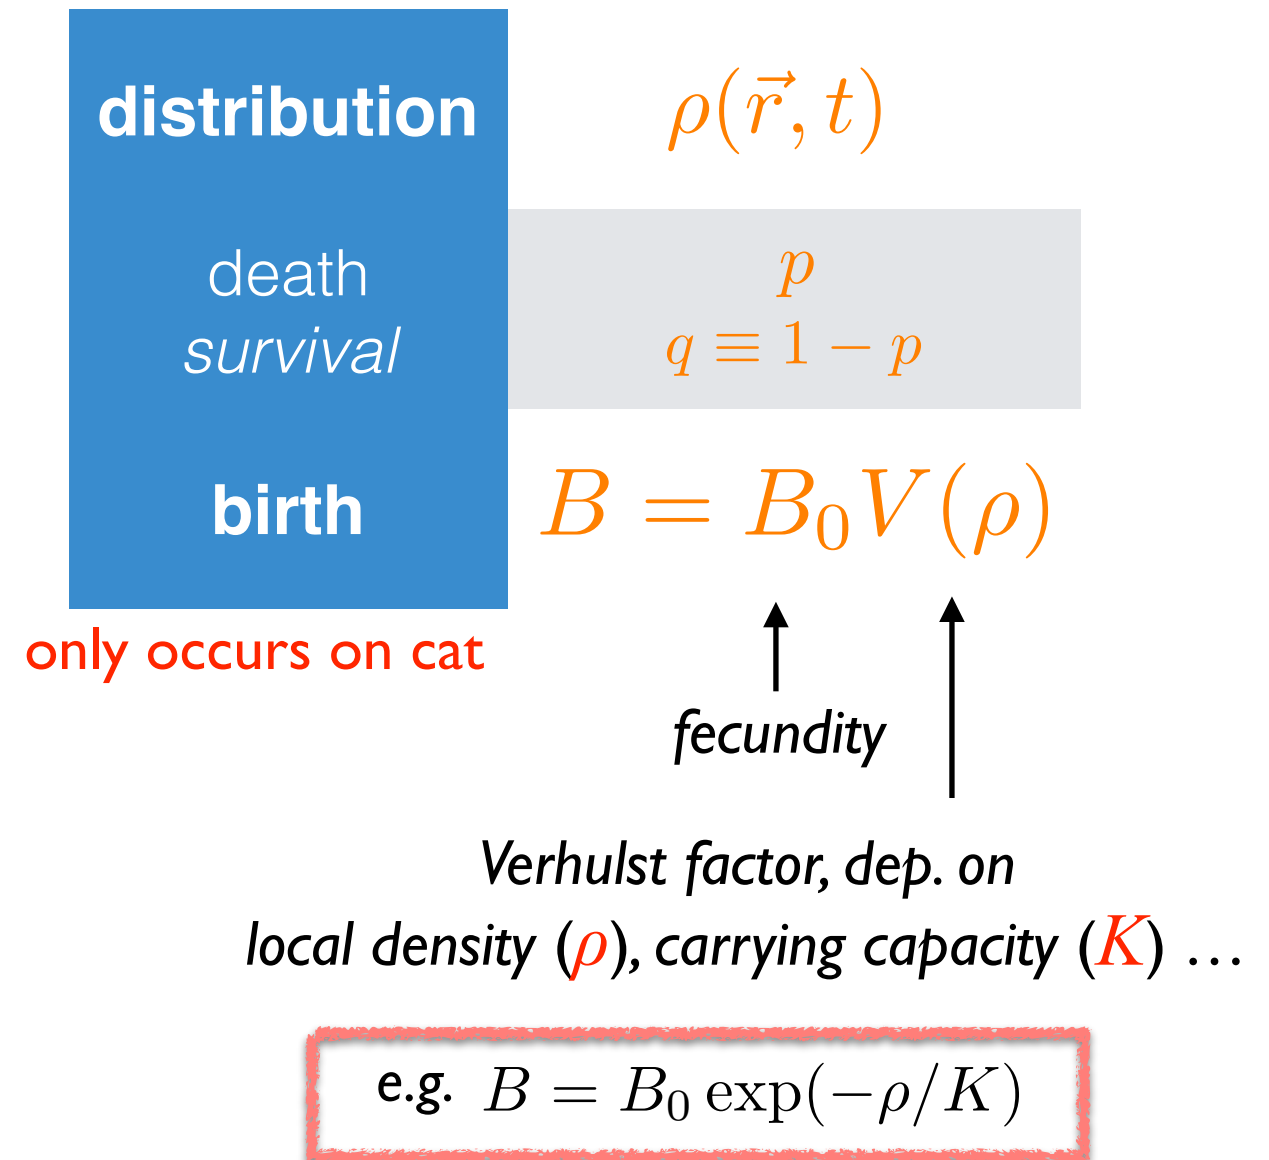 distribution
ρ(r⃗, t)
death
p
survival
q ≡ 1 − p
birth
B = B₀V(ρ)
only occurs on cat
fecundity
Verhulst factor, dep. on
local density (ρ), carrying capacity (K) …
e.g. B = B₀ exp(−ρ/K)